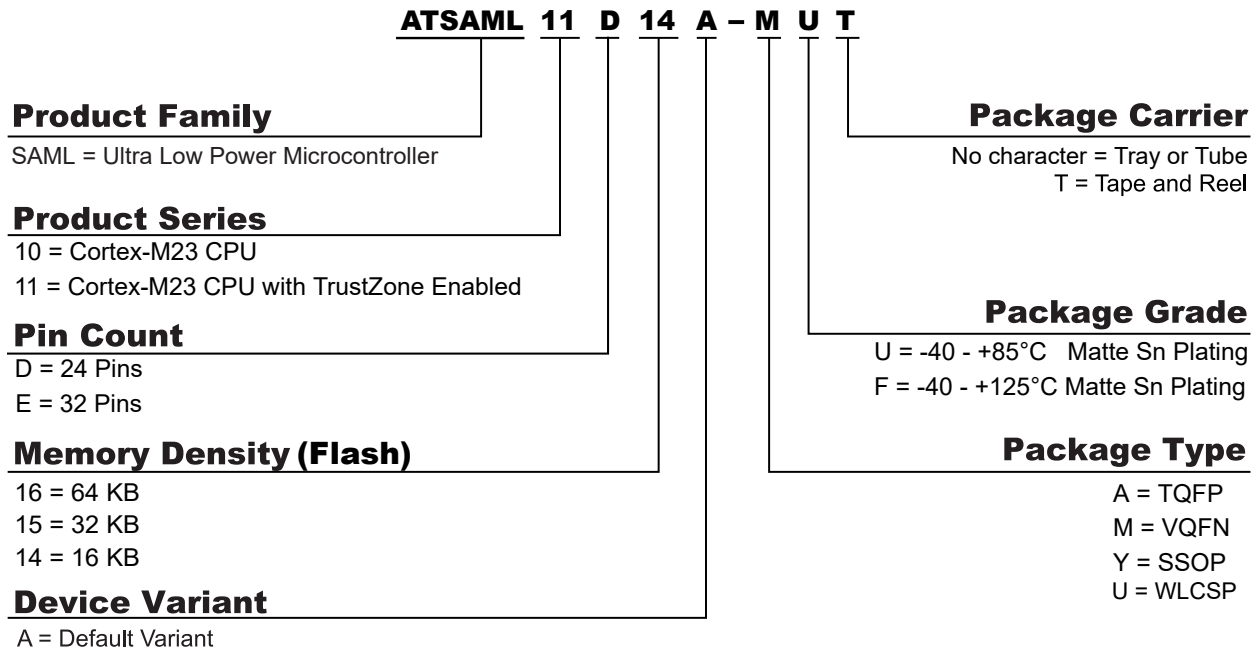 ATSAML 11 D 14 A – M U T
Product Family
SAML = Ultra Low Power Microcontroller
Product Series
10 = Cortex-M23 CPU
11 = Cortex-M23 CPU with TrustZone Enabled
Pin Count
D = 24 Pins
E = 32 Pins
Memory Density (Flash)
16 = 64 KB
15 = 32 KB
14 = 16 KB
Device Variant
A = Default Variant
Package Carrier
No character = Tray or Tube
T = Tape and Reel
Package Grade
U = -40 - +85°C Matte Sn Plating
F = -40 - +125°C Matte Sn Plating
Package Type
A = TQFP
M = VQFN
Y = SSOP
U = WLCSP